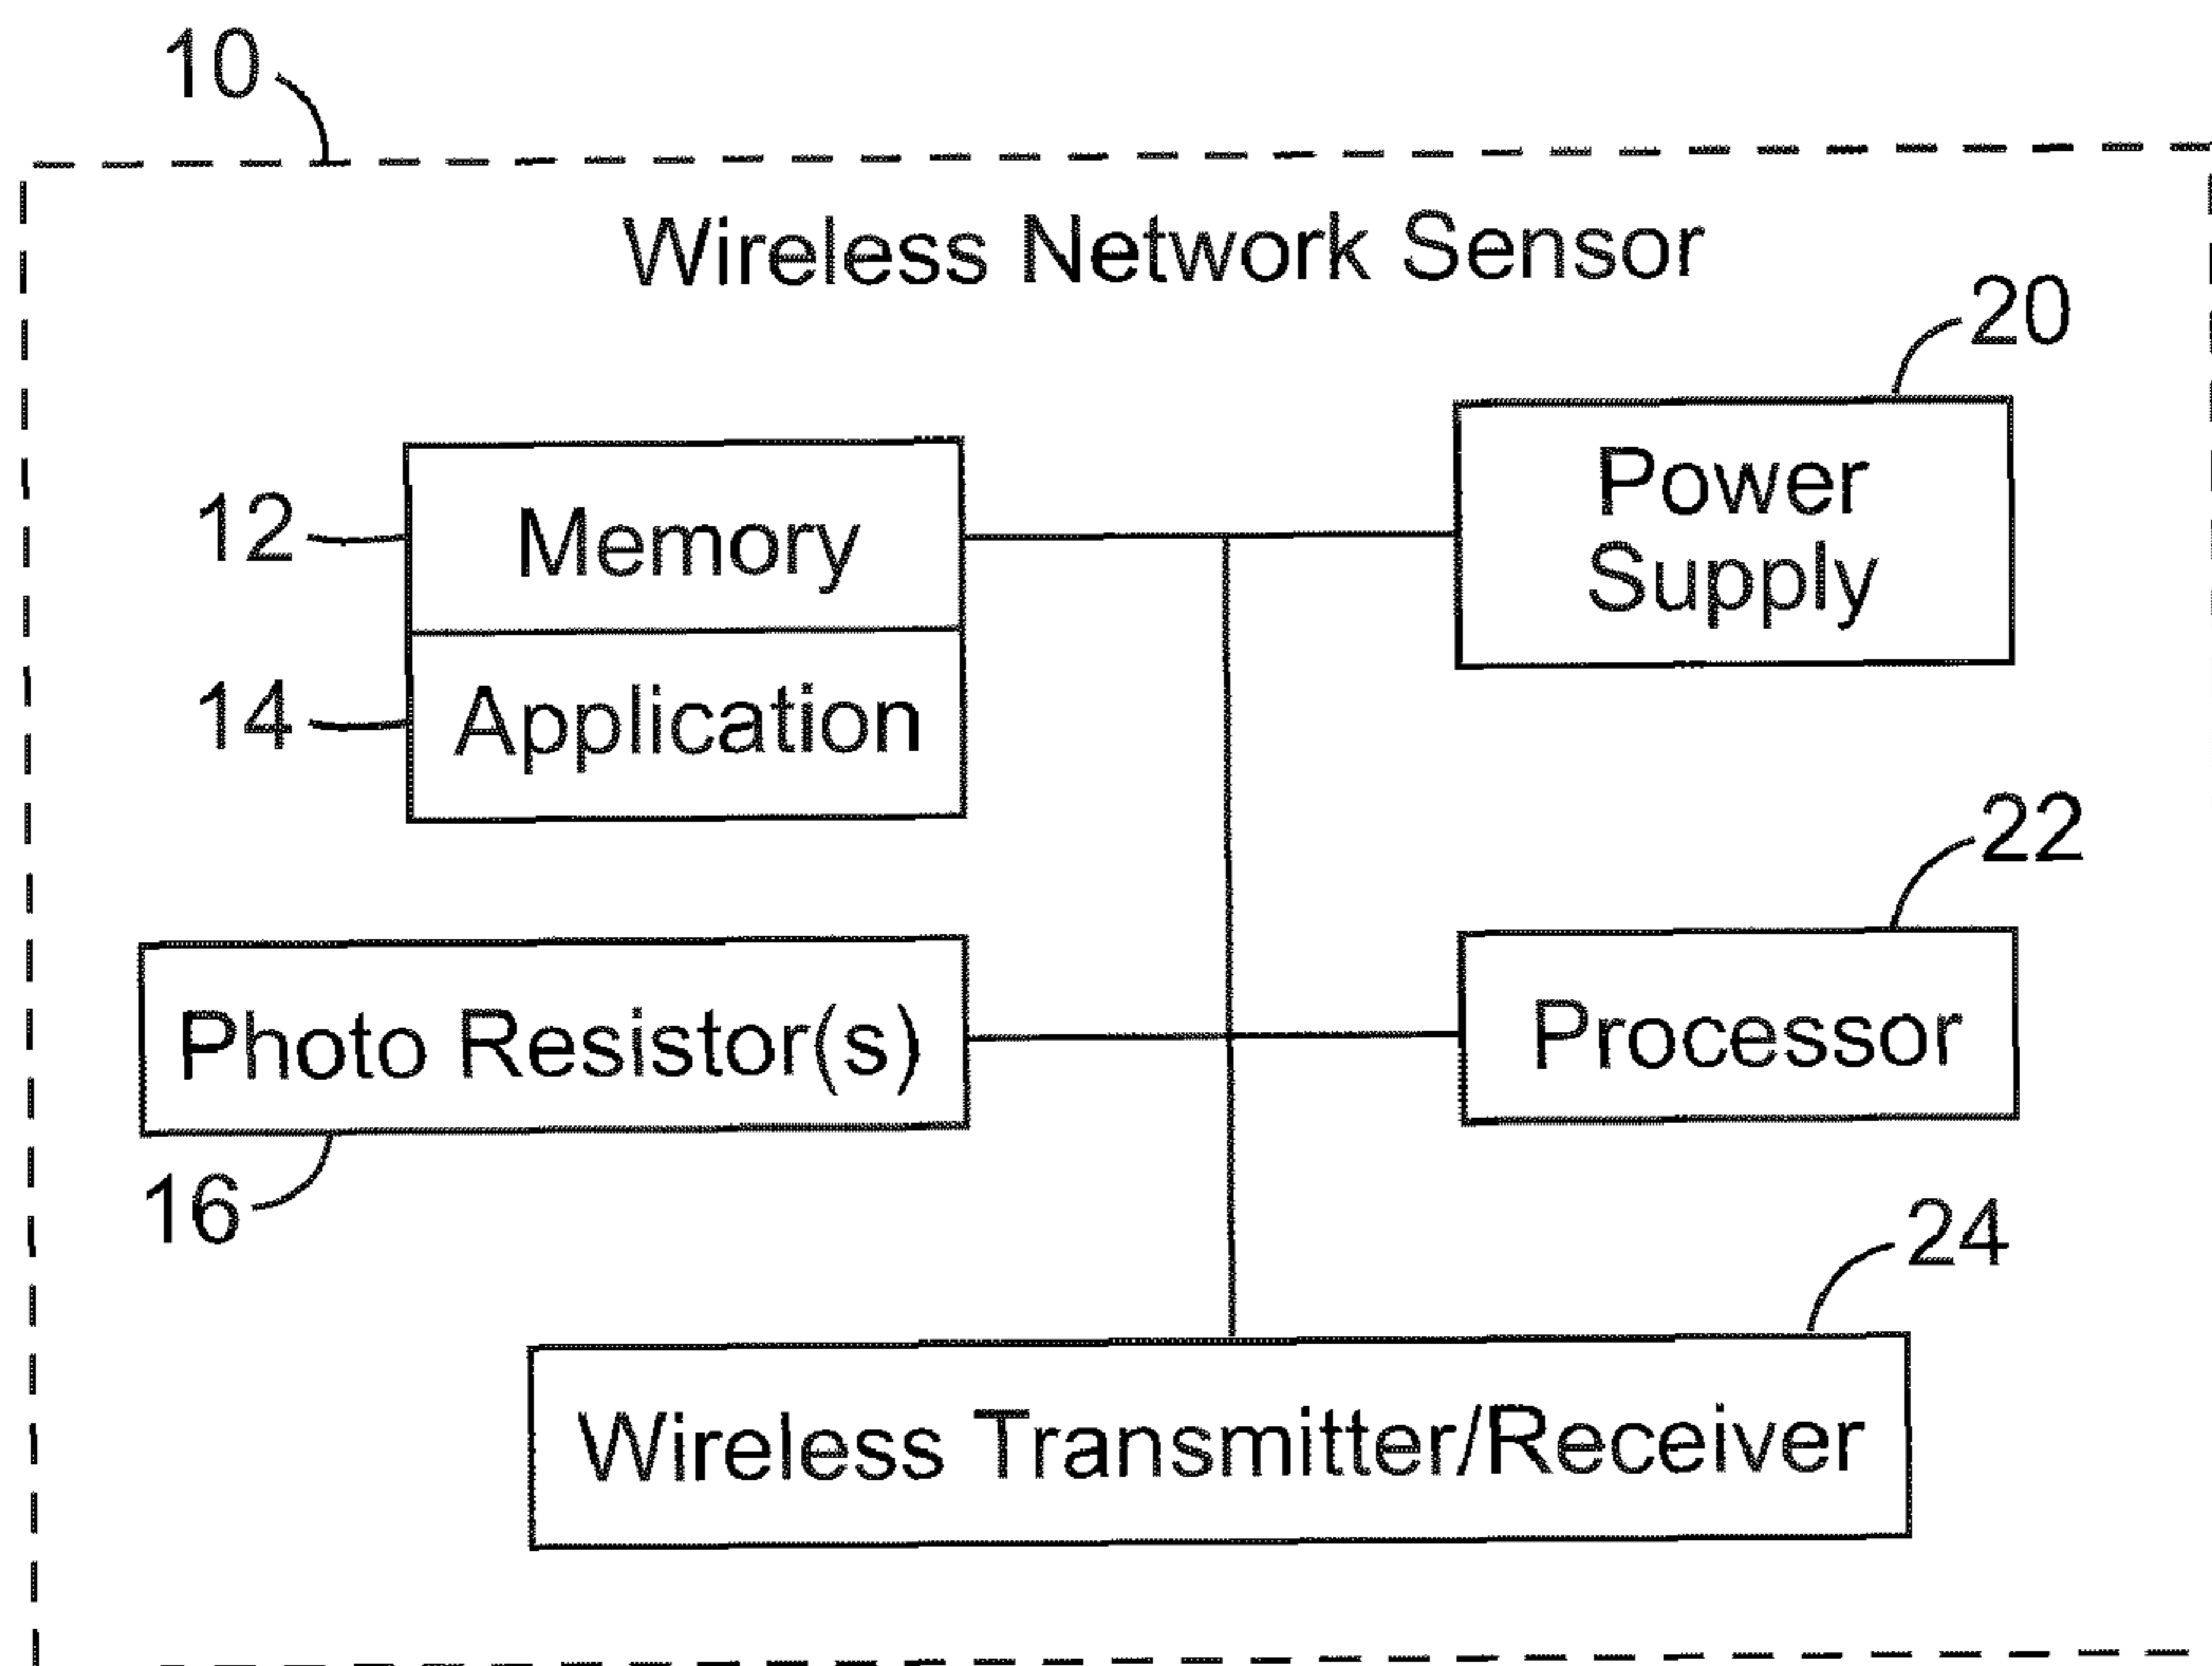 10
Wireless Network Sensor
20
Power
Supply
12
Memory
14
Application
22
Photo Resistor(s)
Processor
16
24
Wireless Transmitter/Receiver